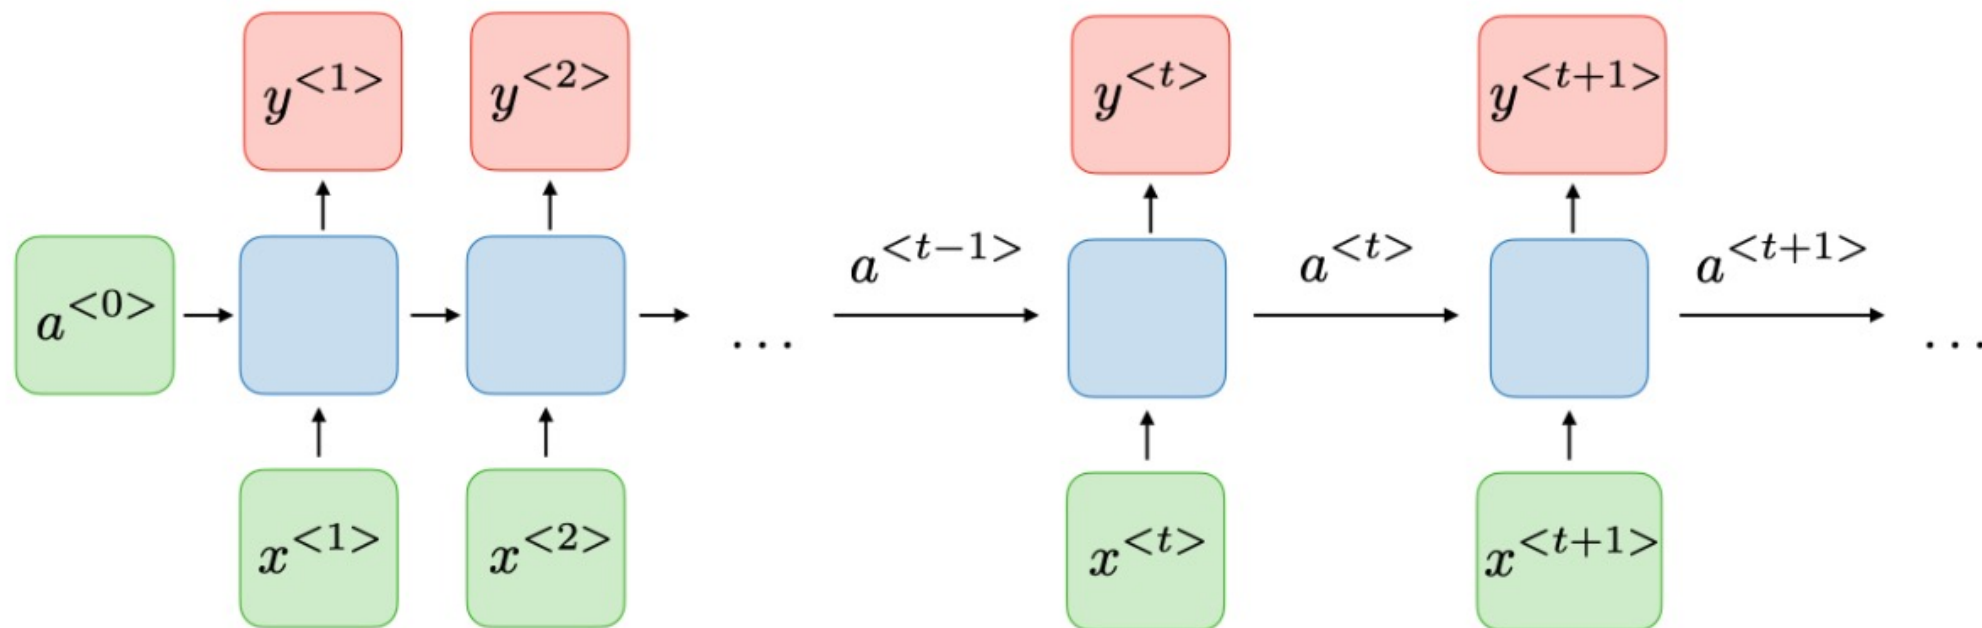 y^{<1>} y^{<2>} y^{<t>} y^{<t+1>}
a^{<t-1>} a^{<t>} a^{<t+1>}
a^{<0>} ... ...
x^{<1>} x^{<2>} x^{<t>} x^{<t+1>}